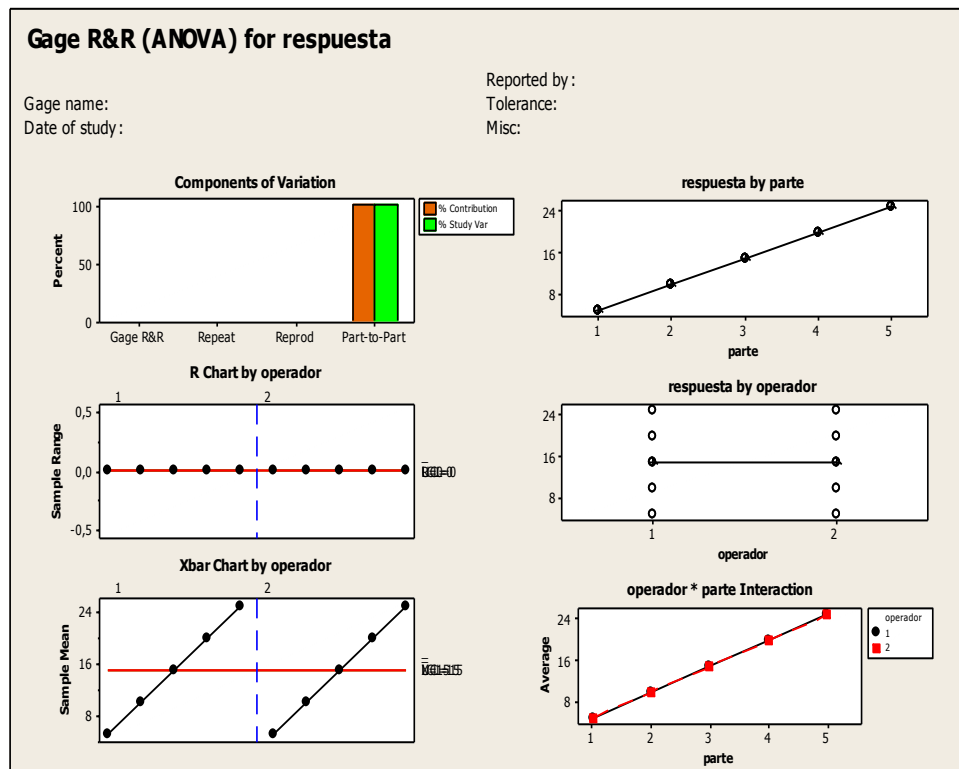 Gage R&R (ANOVA) for respuesta
Gage name:
Date of study:
Reported by:
Tolerance:
Misc:
Components of Variation
Percent
100
50
0
Gage R&R Repeat Reprod Part-to-Part
% Contribution
% Study Var
R Chart by operador
1 2
Sample Range
0,5
0,0
-0,5
Xbar Chart by operador
1 2
Sample Mean
24
16
8
respuesta by parte
24
16
8
1 2 3 4 5
parte
respuesta by operador
24
16
8
1 2
operador
operador * parte Interaction
Average
24
16
8
1 2 3 4 5
parte
operador
1
2